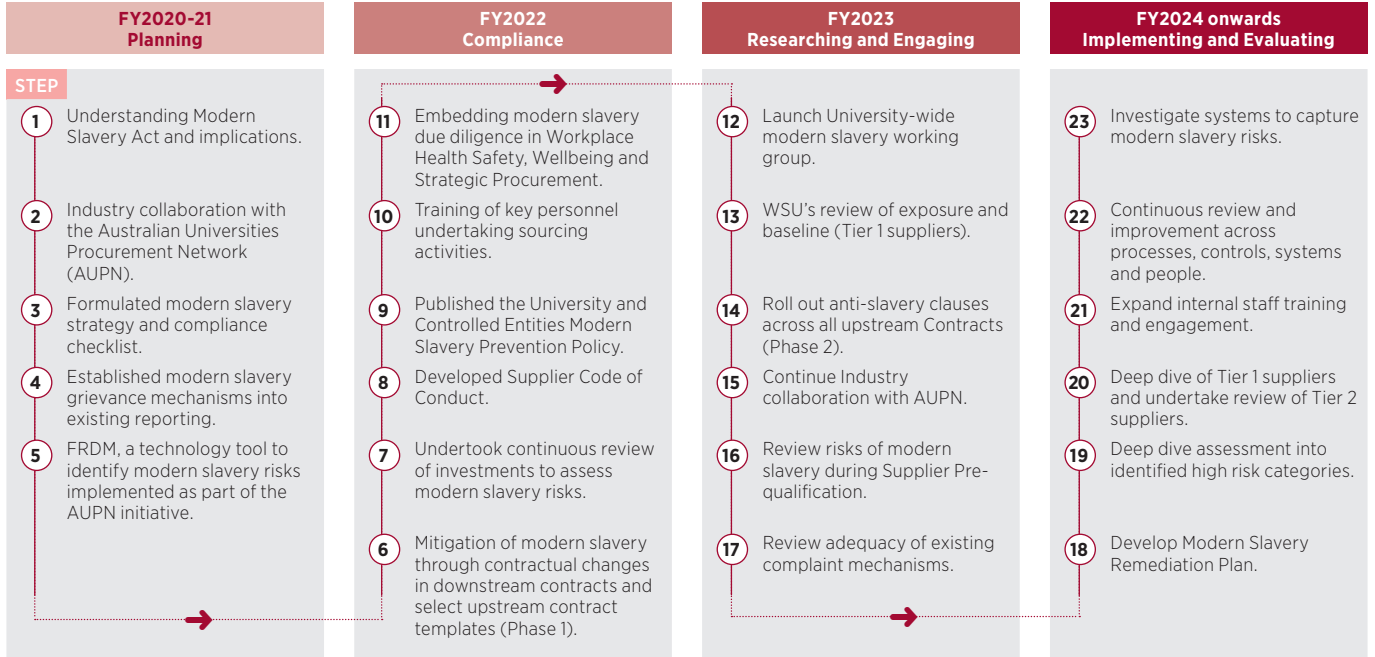 FY2020-21
Planning
STEP
1
Understanding Modern
Slavery Act and implications.
2
Industry collaboration with
the Australian Universities
Procurement Network
(AUPN).
3
Formulated modern slavery
strategy and compliance
checklist.
4
Established modern slavery
grievance mechanisms into
existing reporting.
5
FRDM, a technology tool to
identify modern slavery risks
implemented as part of the
AUPN initiative.
FY2022
Compliance
11
Embedding modern slavery
due diligence in Workplace
Health Safety, Wellbeing and
Strategic Procurement.
10
Training of key personnel
undertaking sourcing
activities.
9
Published the University and
Controlled Entities Modern
Slavery Prevention Policy.
8
Developed Supplier Code of
Conduct.
7
Undertook continuous review
of investments to assess
modern slavery risks.
6
Mitigation of modern slavery
through contractual changes
in downstream contracts and
select upstream contract
templates (Phase 1).
FY2023
Researching and Engaging
12
Launch University-wide
modern slavery working
group.
13
WSU's review of exposure and
baseline (Tier 1 suppliers).
14
Roll out anti-slavery clauses
across all upstream Contracts
(Phase 2).
15
Continue Industry
collaboration with AUPN.
16
Review risks of modern
slavery during Supplier Pre-
qualification.
17
Review adequacy of existing
complaint mechanisms.
FY2024 onwards
Implementing and Evaluating
23
Investigate systems to capture
modern slavery risks.
22
Continuous review and
improvement across
processes, controls, systems
and people.
21
Expand internal staff training
and engagement.
20
Deep dive of Tier 1 suppliers
and undertake review of Tier 2
suppliers.
19
Deep dive assessment into
identified high risk categories.
18
Develop Modern Slavery
Remediation Plan.